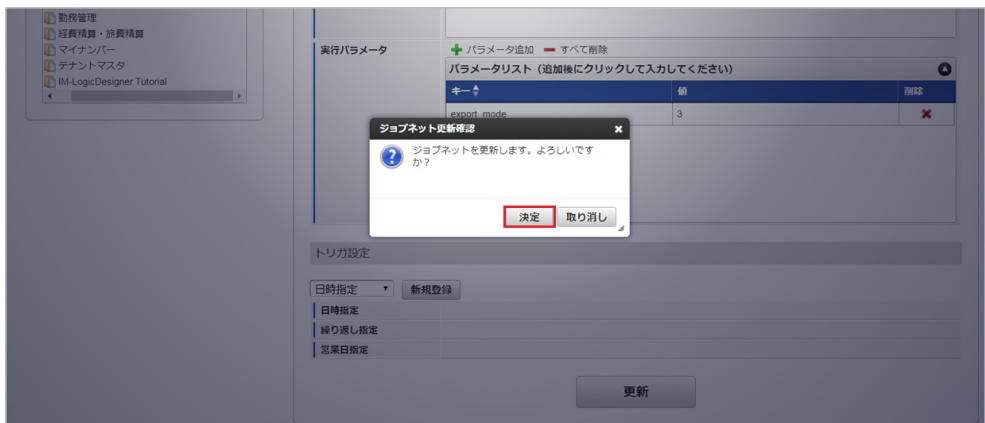 勤務管理
経費精算・旅費精算
マイナンバー
テナントマスタ
IM-LogicDesigner Tutorial
実行パラメータ
パラメータ追加 すべて削除
パラメータリスト（追加後にクリックして入力してください）
キー 値 削除
export_mode 3
ジョブネット更新確認
ジョブネットを更新します。よろしいです
か？
決定 取り消し
トリガ設定
日時指定 新規登録
日時指定
繰り返し指定
営業日指定
更新